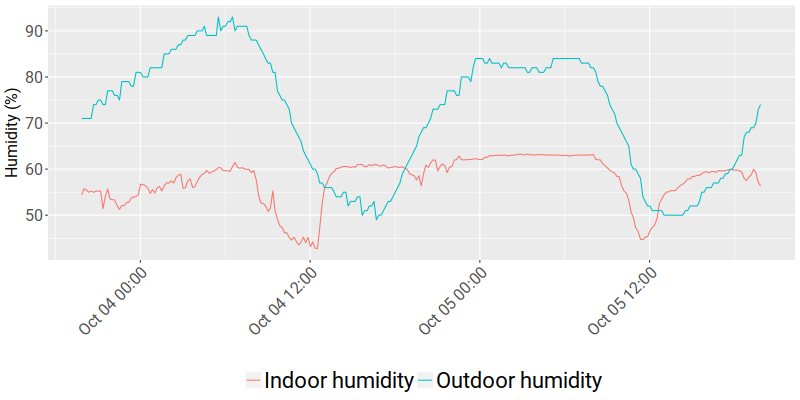 Humidity (%)
90
80
70
60
50
Oct 04 00:00
Oct 04 12:00
Oct 05 00:00
Oct 05 12:00
Indoor humidity Outdoor humidity